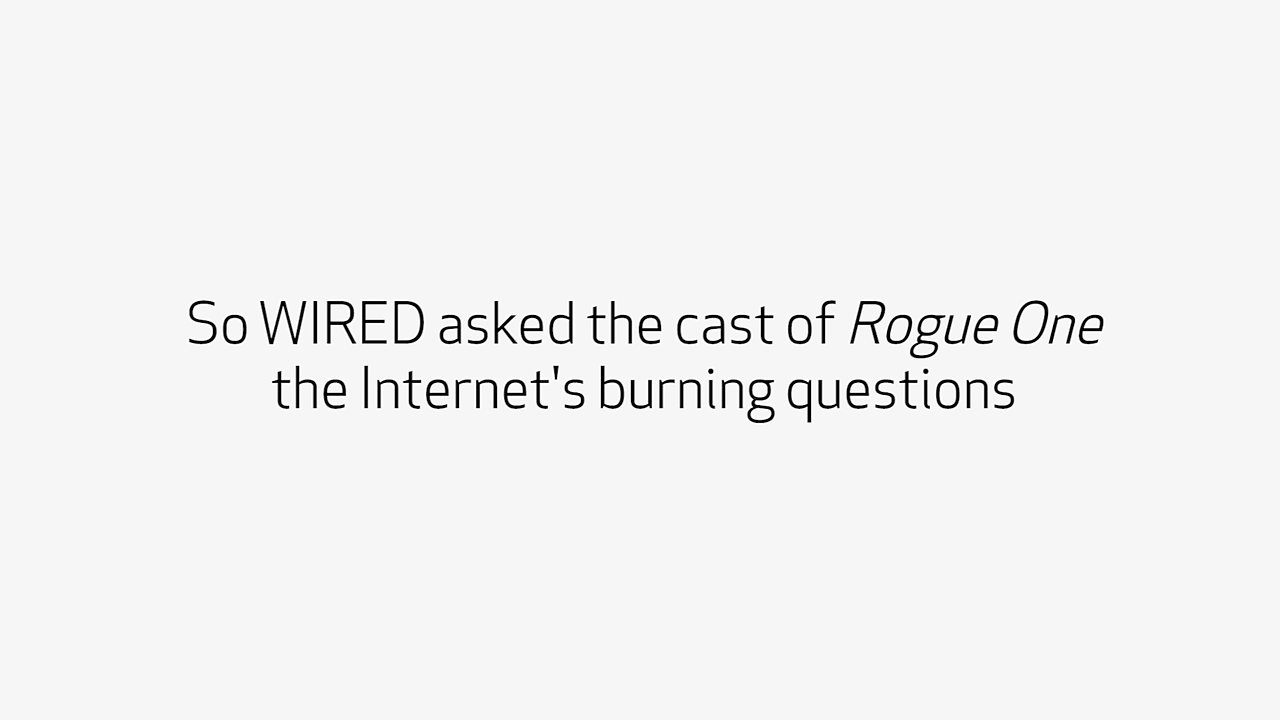 So WIRED asked the cast of Rogue One
the Internet's burning questions